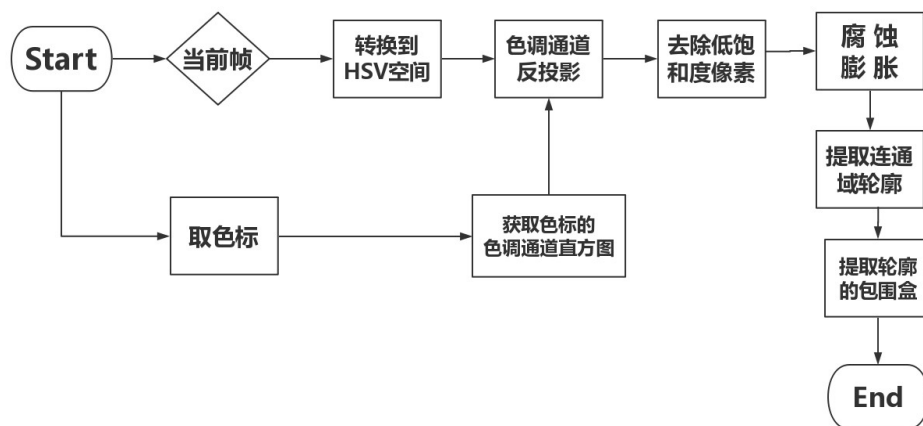 Start
当前帧
转换到
HSV空间
色调通道
反投影
去除低饱
和度像素
腐 蚀
膨 胀
提取连通
域轮廓
取色标
获取色标的
色调通道直方图
提取轮廓
的包围盒
End